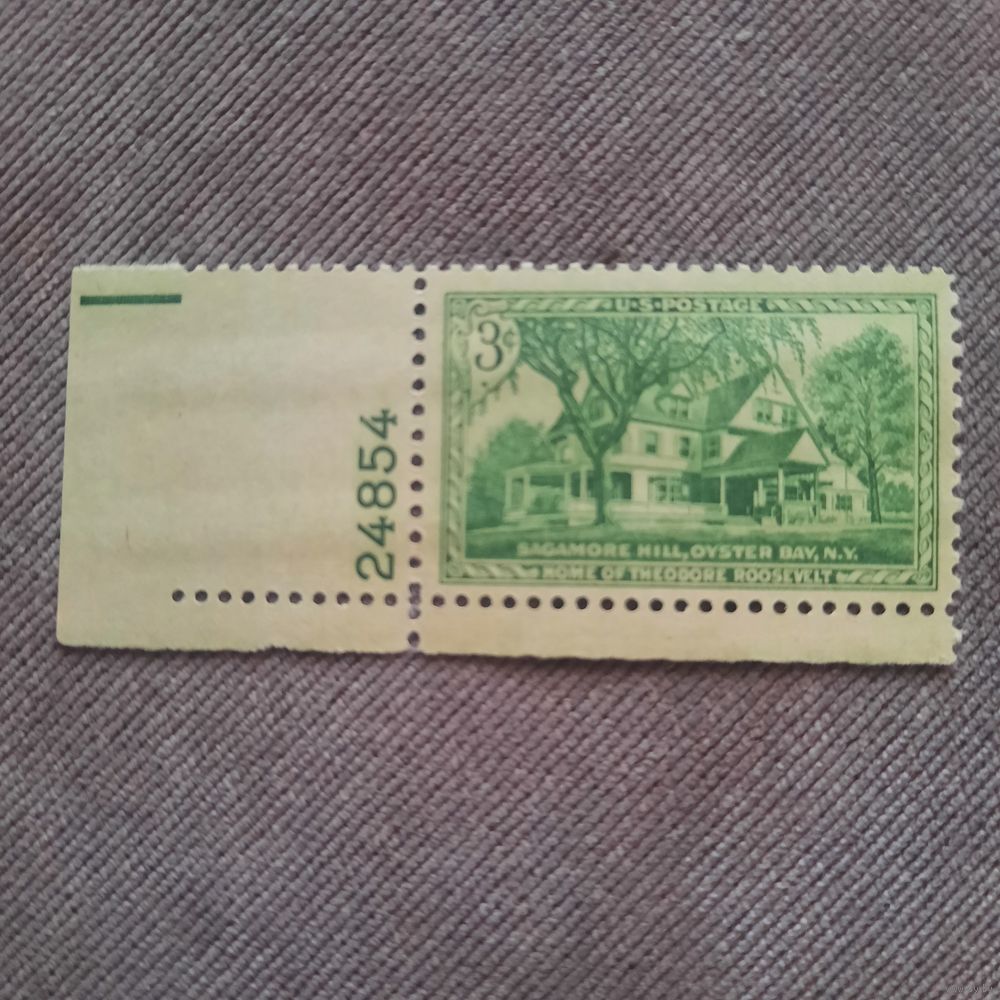 U·S·POSTAGE
3¢
24854
SAGAMORE HILL, OYSTER BAY, N.Y.
HOME OF THEODORE ROOSEVELT